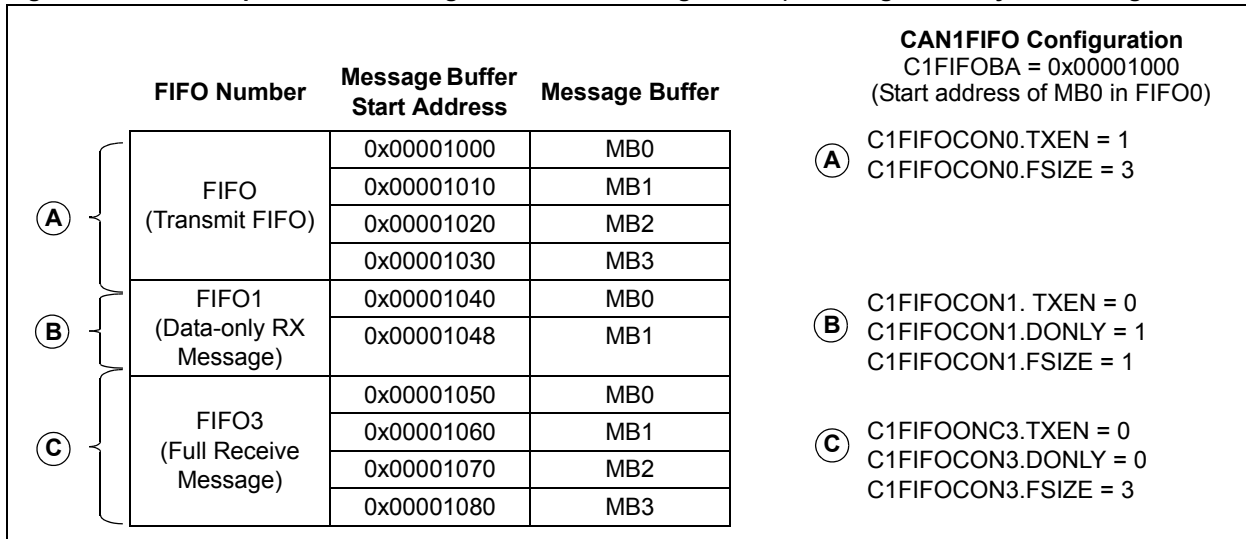 CAN1FIFO Configuration
C1FIFOBA = 0x00001000
(Start address of MB0 in FIFO0)
FIFO Number
Message Buffer
Start Address
Message Buffer
A
FIFO
(Transmit FIFO)
0x00001000 MB0
0x00001010 MB1
0x00001020 MB2
0x00001030 MB3
B
FIFO1
(Data-only RX
Message)
0x00001040 MB0
0x00001048 MB1
C
FIFO3
(Full Receive
Message)
0x00001050 MB0
0x00001060 MB1
0x00001070 MB2
0x00001080 MB3
A
C1FIFOCON0.TXEN = 1
C1FIFOCON0.FSIZE = 3
B
C1FIFOCON1. TXEN = 0
C1FIFOCON1.DONLY = 1
C1FIFOCON1.FSIZE = 1
C
C1FIFOONC3.TXEN = 0
C1FIFOCON3.DONLY = 0
C1FIFOCON3.FSIZE = 3